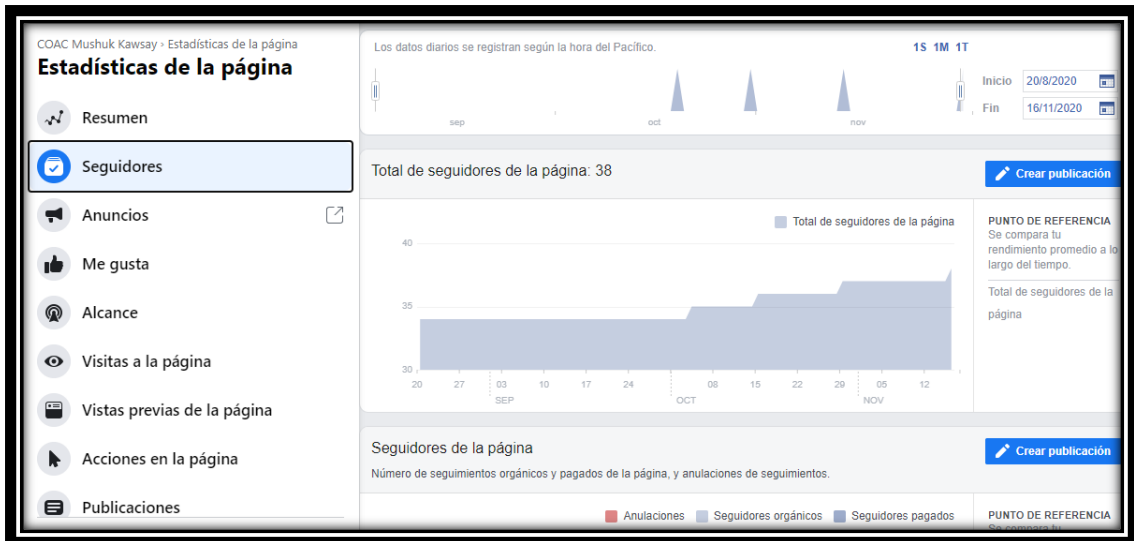 COAC Mushuk Kawsay › Estadísticas de la página
Estadísticas de la página
Resumen
Seguidores
Anuncios
Me gusta
Alcance
Visitas a la página
Vistas previas de la página
Acciones en la página
Publicaciones
Los datos diarios se registran según la hora del Pacífico.
1S 1M 1T
Inicio 20/8/2020
Fin 16/11/2020
sep oct nov
Total de seguidores de la página: 38
Crear publicación
Total de seguidores de la página
40
35
30
20 27 03 10 17 24 08 15 22 29 05 12
SEP OCT NOV
PUNTO DE REFERENCIA
Se compara tu
rendimiento promedio a lo
largo del tiempo.
Total de seguidores de la
página
Seguidores de la página
Crear publicación
Número de seguimientos orgánicos y pagados de la página, y anulaciones de seguimientos.
Anulaciones Seguidores orgánicos Seguidores pagados
PUNTO DE REFERENCIA
Se compara tu